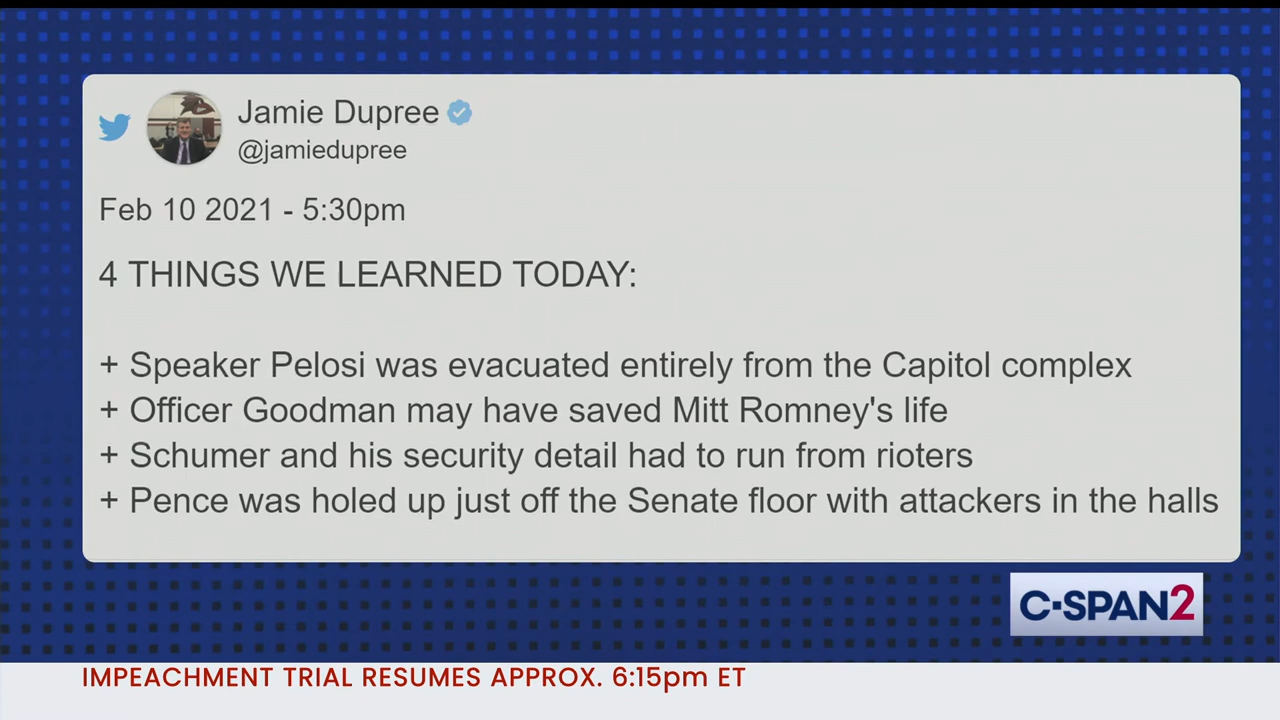 Jamie Dupree
@jamiedupree
Feb 10 2021 - 5:30pm
4 THINGS WE LEARNED TODAY:
+ Speaker Pelosi was evacuated entirely from the Capitol complex
+ Officer Goodman may have saved Mitt Romney's life
+ Schumer and his security detail had to run from rioters
+ Pence was holed up just off the Senate floor with attackers in the halls
C-SPAN2
IMPEACHMENT TRIAL RESUMES APPROX. 6:15pm ET